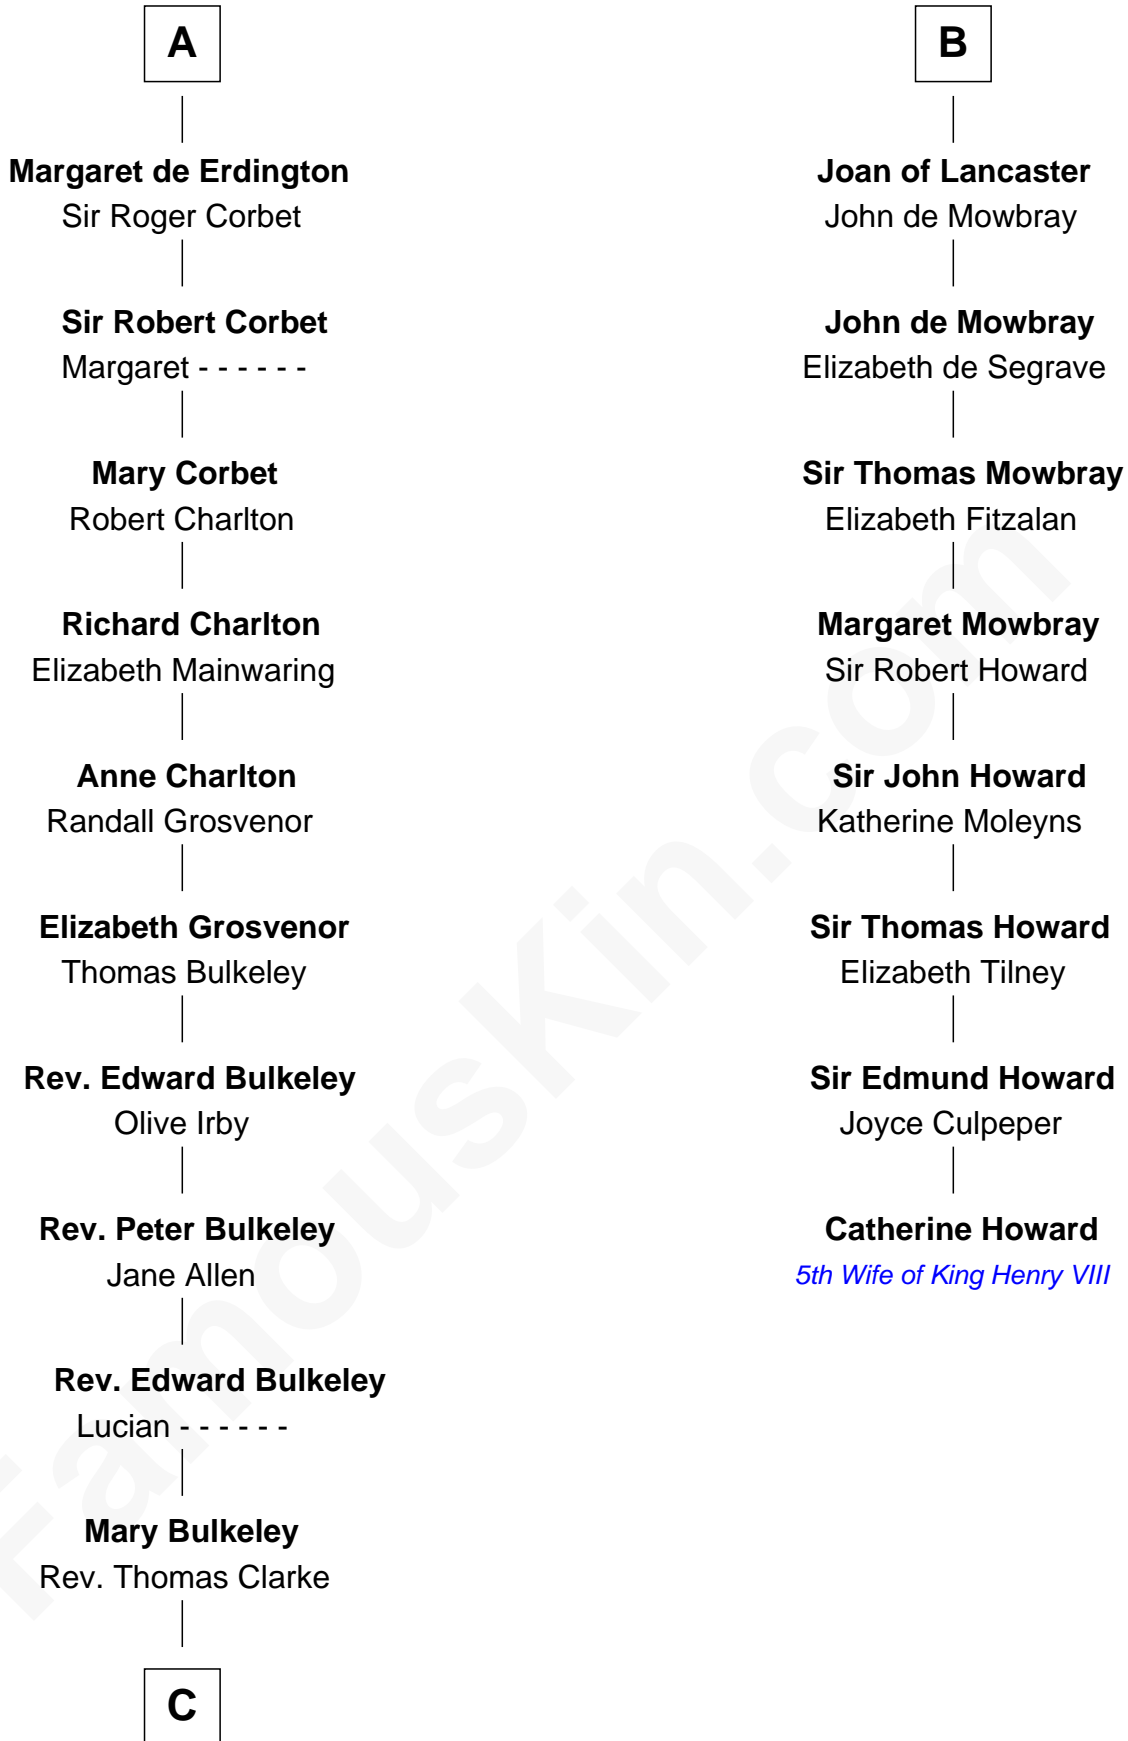 A
Margaret de Erdington
Sir Roger Corbet
Sir Robert Corbet
Margaret - - - - - -
Mary Corbet
Robert Charlton
Richard Charlton
Elizabeth Mainwaring
Anne Charlton
Randall Grosvenor
Elizabeth Grosvenor
Thomas Bulkeley
Rev. Edward Bulkeley
Olive Irby
Rev. Peter Bulkeley
Jane Allen
Rev. Edward Bulkeley
Lucian - - - - - -
Mary Bulkeley
Rev. Thomas Clarke
C
B
Joan of Lancaster
John de Mowbray
John de Mowbray
Elizabeth de Segrave
Sir Thomas Mowbray
Elizabeth Fitzalan
Margaret Mowbray
Sir Robert Howard
Sir John Howard
Katherine Moleyns
Sir Thomas Howard
Elizabeth Tilney
Sir Edmund Howard
Joyce Culpeper
Catherine Howard
5th Wife of King Henry VIII
FamousKin.com